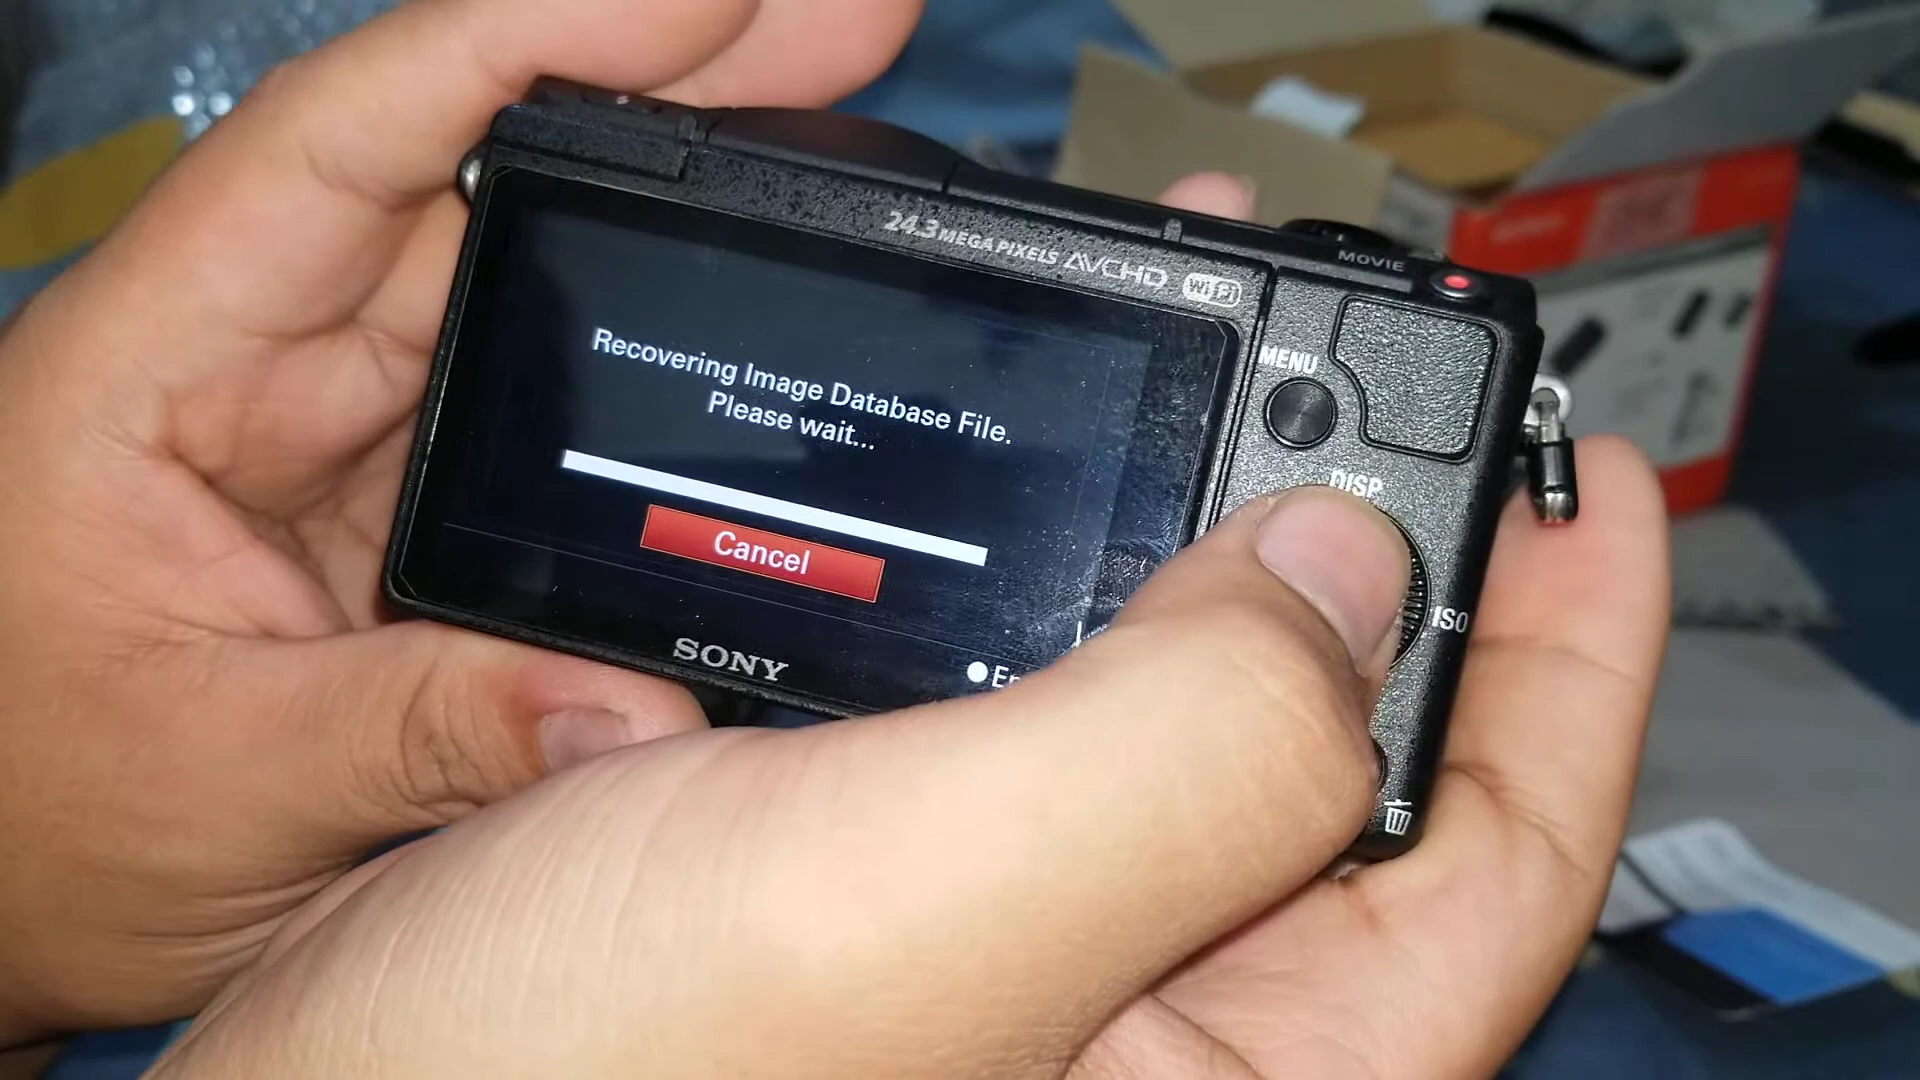 24.3 MEGA PIXELS AVCHD Wi Fi
MOVIE
MENU
Recovering Image Database File.
Please wait...
DISP
Cancel
ISO
SONY